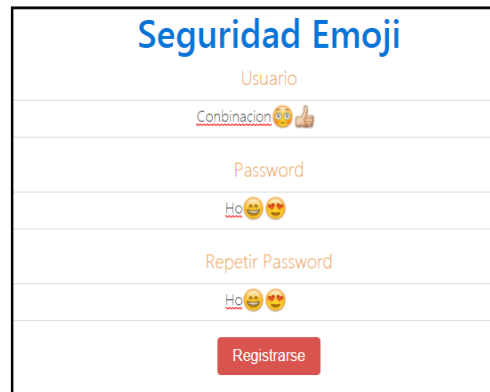 Seguridad Emoji
Usuario
Conbinacion😳👍
Password
Ho😁😍
Repetir Password
Ho😁😍
Registrarse